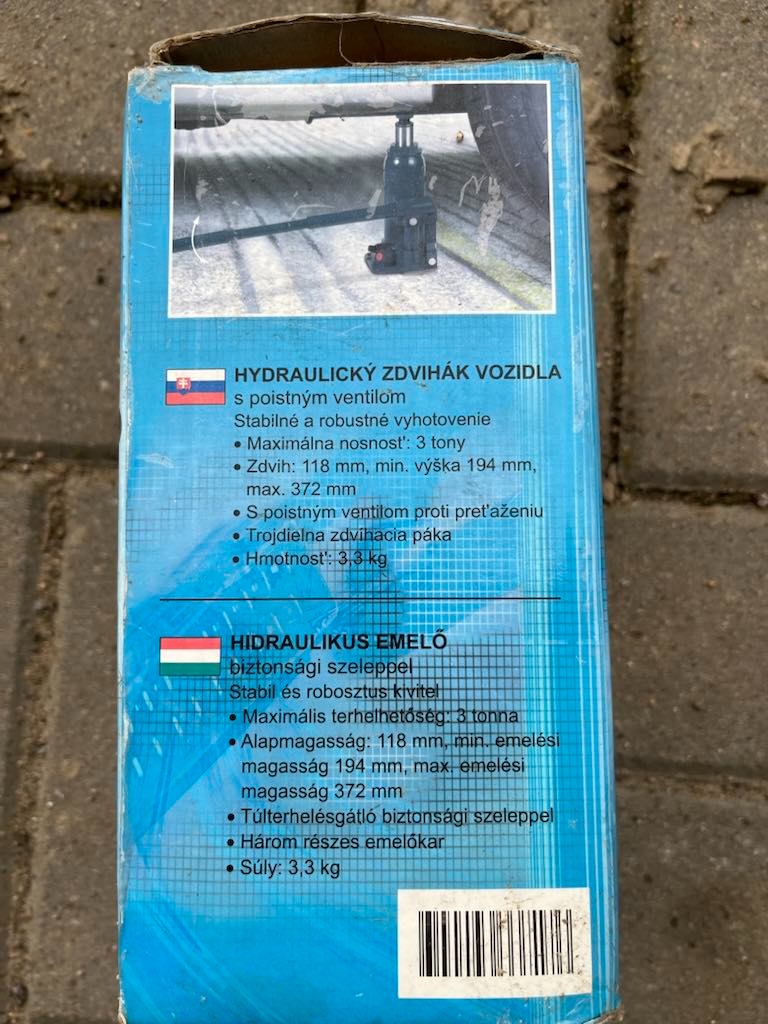 HYDRAULICKÝ ZDVIHÁK VOZIDLA
s poistným ventilom
Stabilné a robustné vyhotovenie
• Maximálna nosnosť: 3 tony
• Zdvih: 118 mm, min. výška 194 mm,
max. 372 mm
• S poistným ventilom proti preťaženiu
• Trojdielna zdvíhacia páka
• Hmotnosť: 3,3 kg
HIDRAULIKUS EMELŐ
biztonsági szeleppel
Stabil és robosztus kivitel
• Maximális terhelhetőség: 3 tonna
• Alapmagasság: 118 mm, min. emelési
magasság 194 mm, max. emelési
magasság 372 mm
• Túlterhelésgátló biztonsági szeleppel
• Három részes emelőkar
• Súly: 3,3 kg